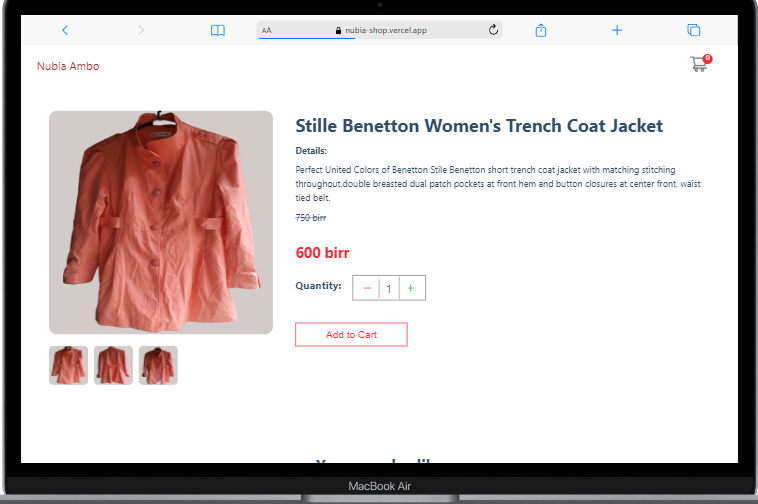 AA
nubia-shop.vercel.app
Nubia Ambo
0
Stille Benetton Women's Trench Coat Jacket
Details:
Perfect United Colors of Benetton Stile Benetton short trench coat jacket with matching stitching
throughout,double breasted dual patch pockets at front hem and button closures at center front, waist
tied belt.
750 birr
600 birr
Quantity:
− 1 +
Add to Cart
MacBook Air